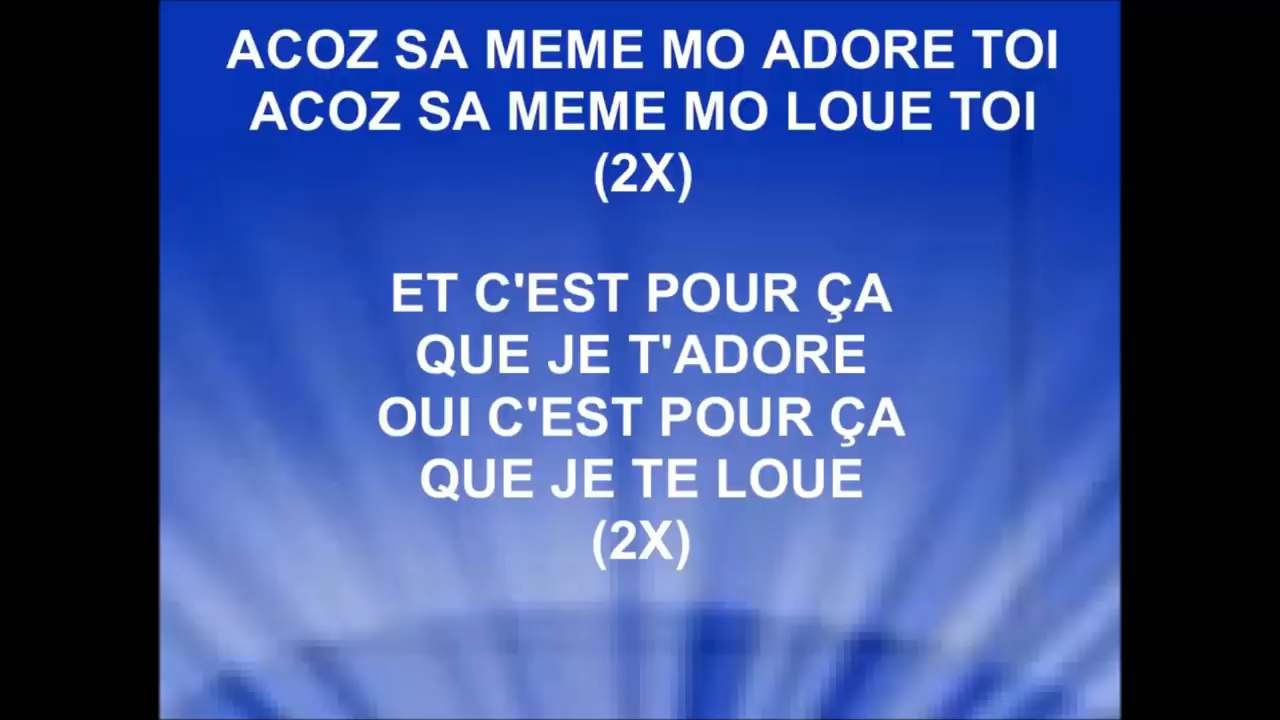 ACOZ SA MEME MO ADORE TOI
ACOZ SA MEME MO LOUE TOI
(2X)
ET C'EST POUR ÇA
QUE JE T'ADORE
OUI C'EST POUR ÇA
QUE JE TE LOUE
(2X)